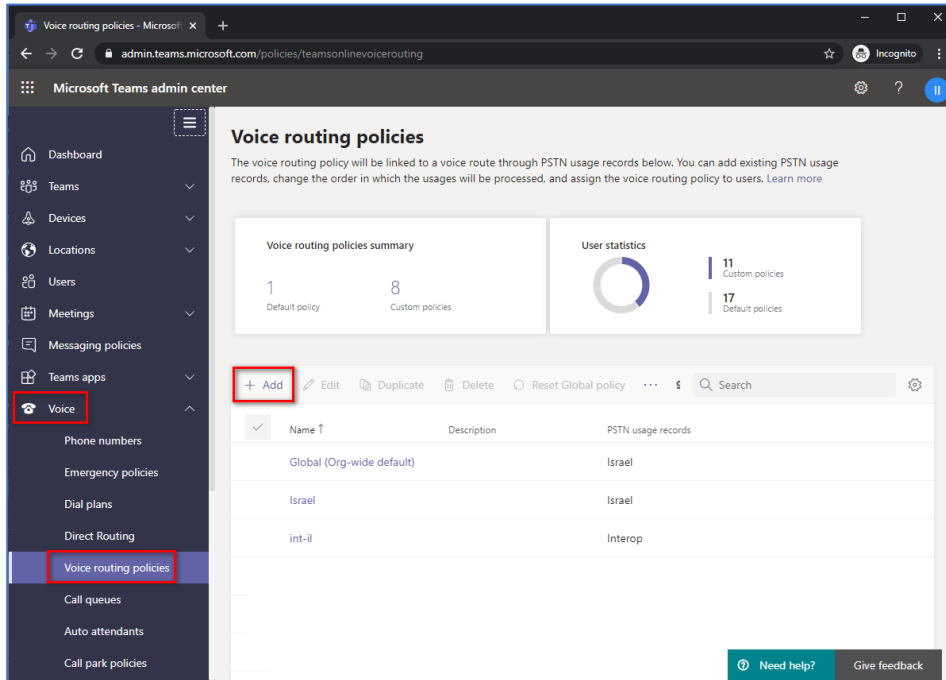 Voice routing policies - Microsof
admin.teams.microsoft.com/policies/teamsonlinevoicerouting
Incognito
Microsoft Teams admin center
?
II
Dashboard
Teams
Devices
Locations
Users
Meetings
Messaging policies
Teams apps
Voice
Phone numbers
Emergency policies
Dial plans
Direct Routing
Voice routing policies
Call queues
Auto attendants
Call park policies
Voice routing policies
The voice routing policy will be linked to a voice route through PSTN usage records below. You can add existing PSTN usage
records, change the order in which the usages will be processed, and assign the voice routing policy to users. Learn more
Voice routing policies summary
1
Default policy
8
Custom policies
User statistics
11
Custom policies
17
Default policies
+ Add Edit Duplicate Delete Reset Global policy ... Search
Name ↑ Description PSTN usage records
Global (Org-wide default) Israel
Israel Israel
int-il Interop
Need help? Give feedback